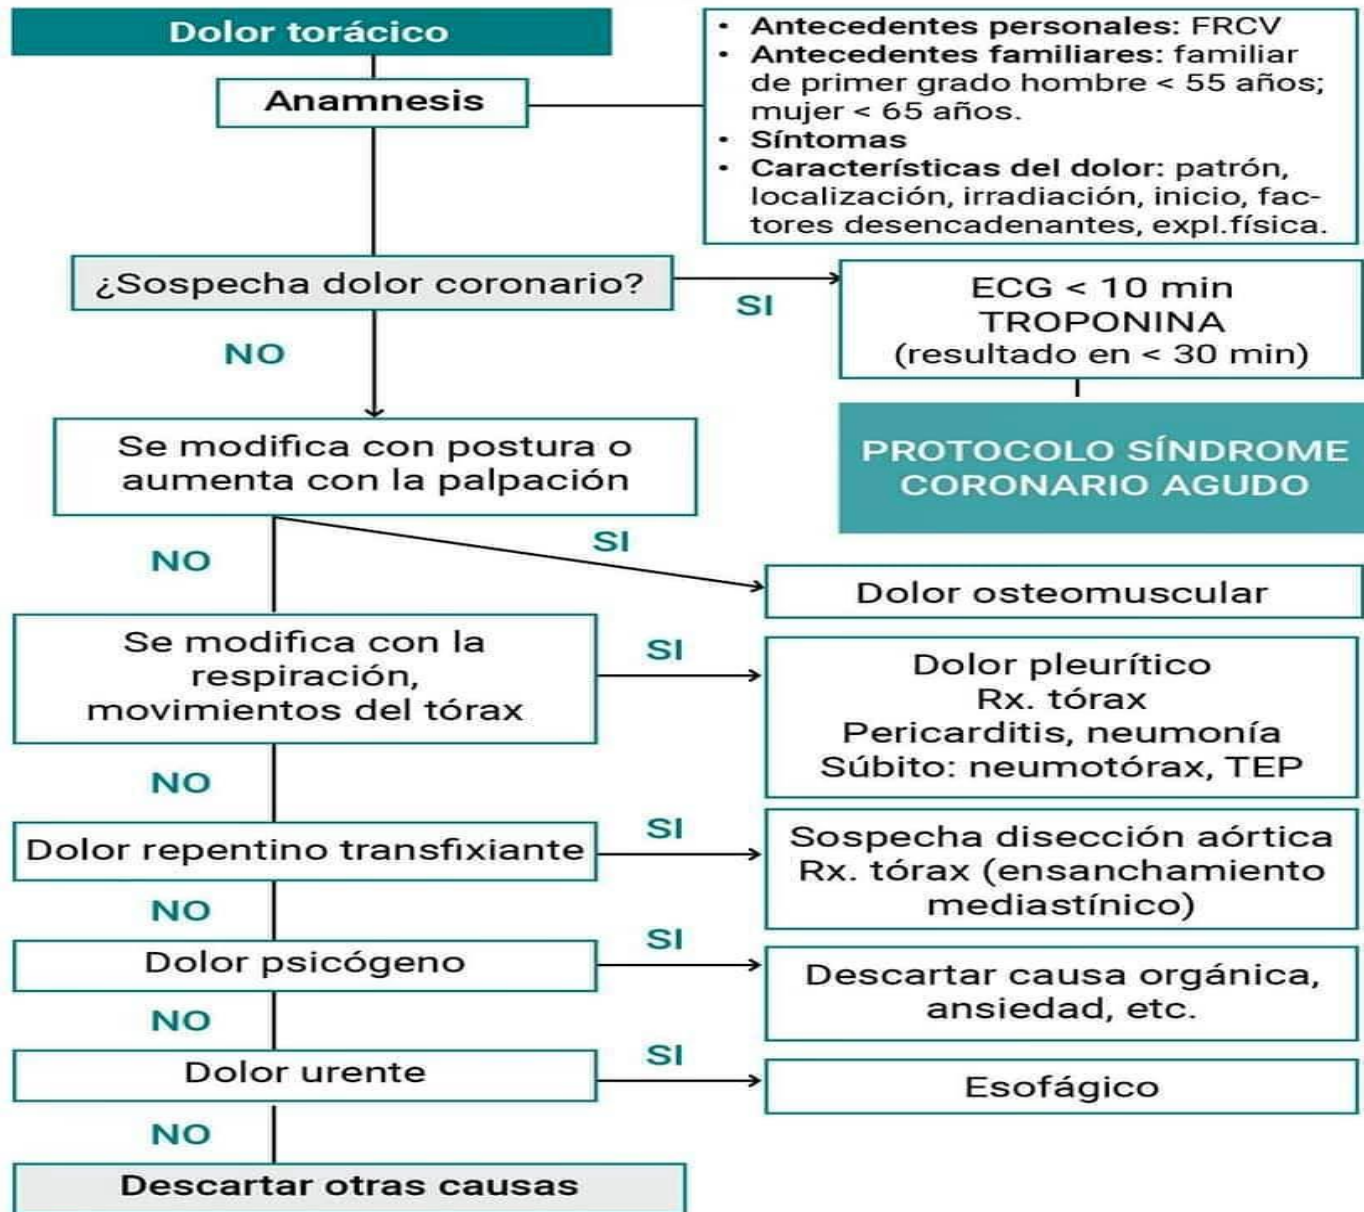 Dolor torácico
Anamnesis
• Antecedentes personales: FRCV
• Antecedentes familiares: familiar
de primer grado hombre < 55 años;
mujer < 65 años.
• Síntomas
• Características del dolor: patrón,
localización, irradiación, inicio, fac-
tores desencadenantes, expl.física.
¿Sospecha dolor coronario?
SI
ECG < 10 min
TROPONINA
(resultado en < 30 min)
PROTOCOLO SÍNDROME
CORONARIO AGUDO
NO
Se modifica con postura o
aumenta con la palpación
SI
Dolor osteomuscular
NO
Se modifica con la
respiración,
movimientos del tórax
SI
Dolor pleurítico
Rx. tórax
Pericarditis, neumonía
Súbito: neumotórax, TEP
NO
Dolor repentino transfixiante
SI
Sospecha disección aórtica
Rx. tórax (ensanchamiento
mediastínico)
NO
Dolor psicógeno
SI
Descartar causa orgánica,
ansiedad, etc.
NO
Dolor urente
SI
Esofágico
NO
Descartar otras causas